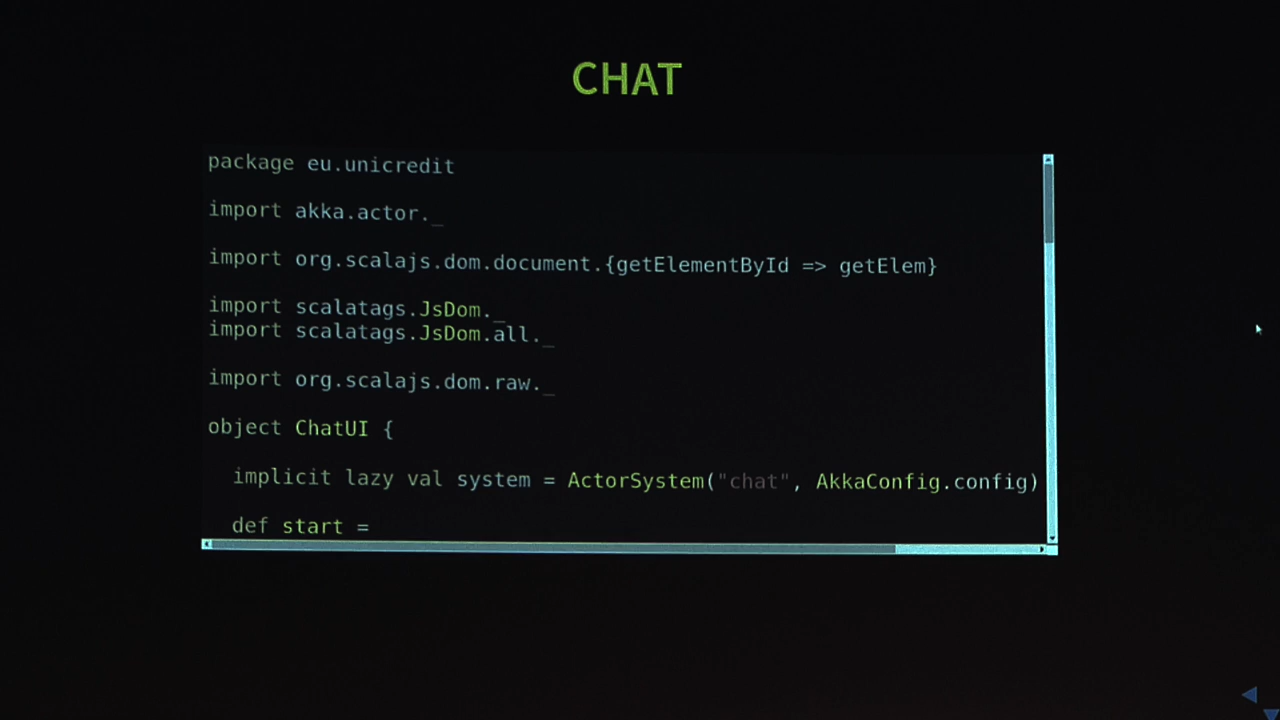 CHAT
package eu.unicredit
import akka.actor._
import org.scalajs.dom.document.{getElementById => getElem}
import scalatags.JsDom._
import scalatags.JsDom.all._
import org.scalajs.dom.raw._
object ChatUI {
implicit lazy val system = ActorSystem("chat", AkkaConfig.config)
def start =